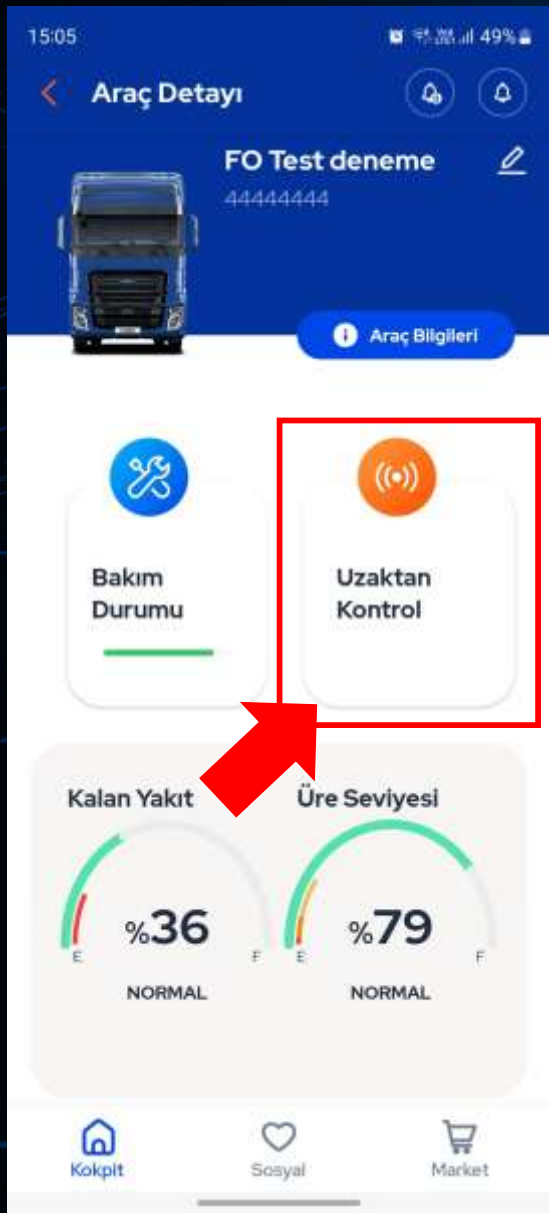 15:05
49%
Araç Detayı
FO Test deneme
44444444
Araç Bilgileri
Bakım
Durumu
Uzaktan
Kontrol
Kalan Yakıt
Üre Seviyesi
%36
%79
E F E F
NORMAL
NORMAL
Kokpit
Sosyal
Market